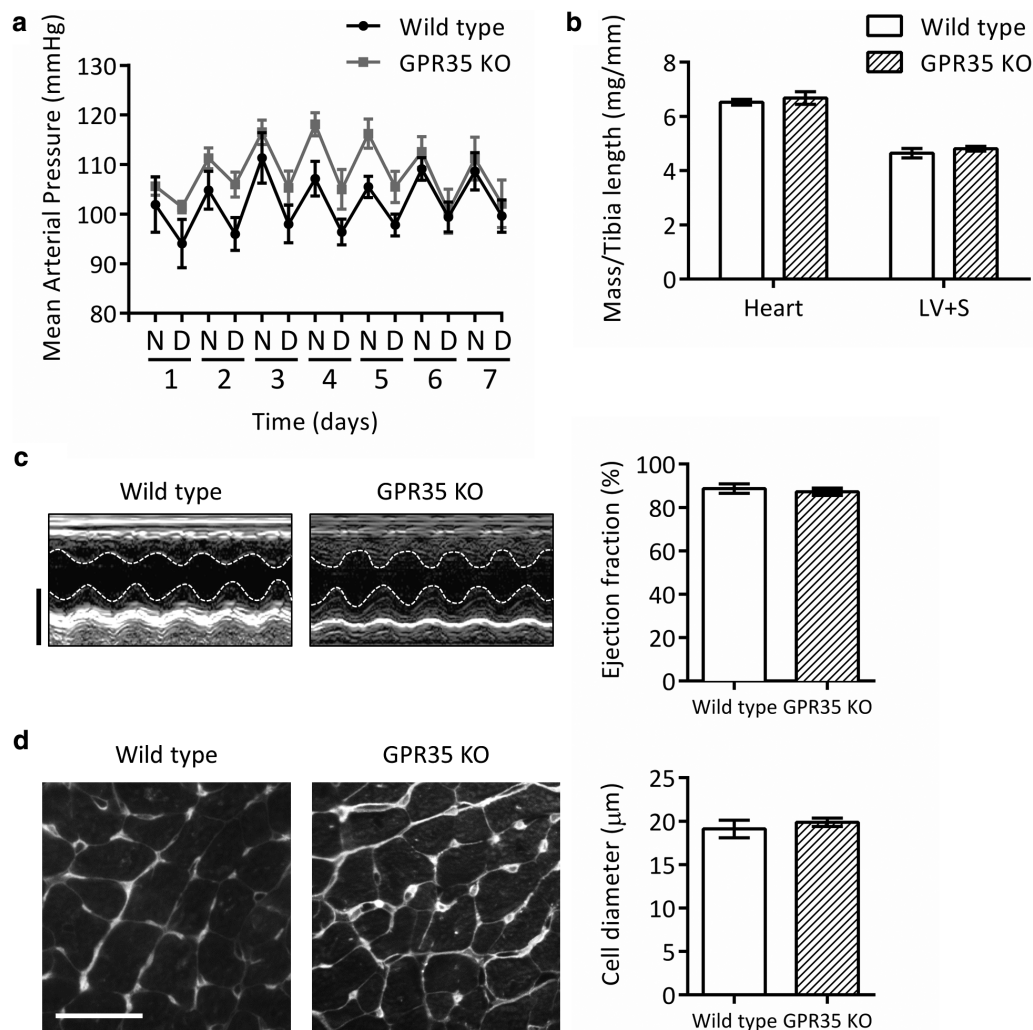 a
Wild type
GPR35 KO
Mean Arterial Pressure (mmHg)
130
120
110
100
90
80
N D N D N D N D N D N D N D
1 2 3 4 5 6 7
Time (days)
b
Wild type
GPR35 KO
Mass/Tibia length (mg/mm)
8
6
4
2
0
Heart LV+S
c
Wild type GPR35 KO
Ejection fraction (%)
100
80
60
40
20
0
Wild type GPR35 KO
d
Wild type GPR35 KO
Cell diameter (μm)
25
20
15
10
5
0
Wild type GPR35 KO